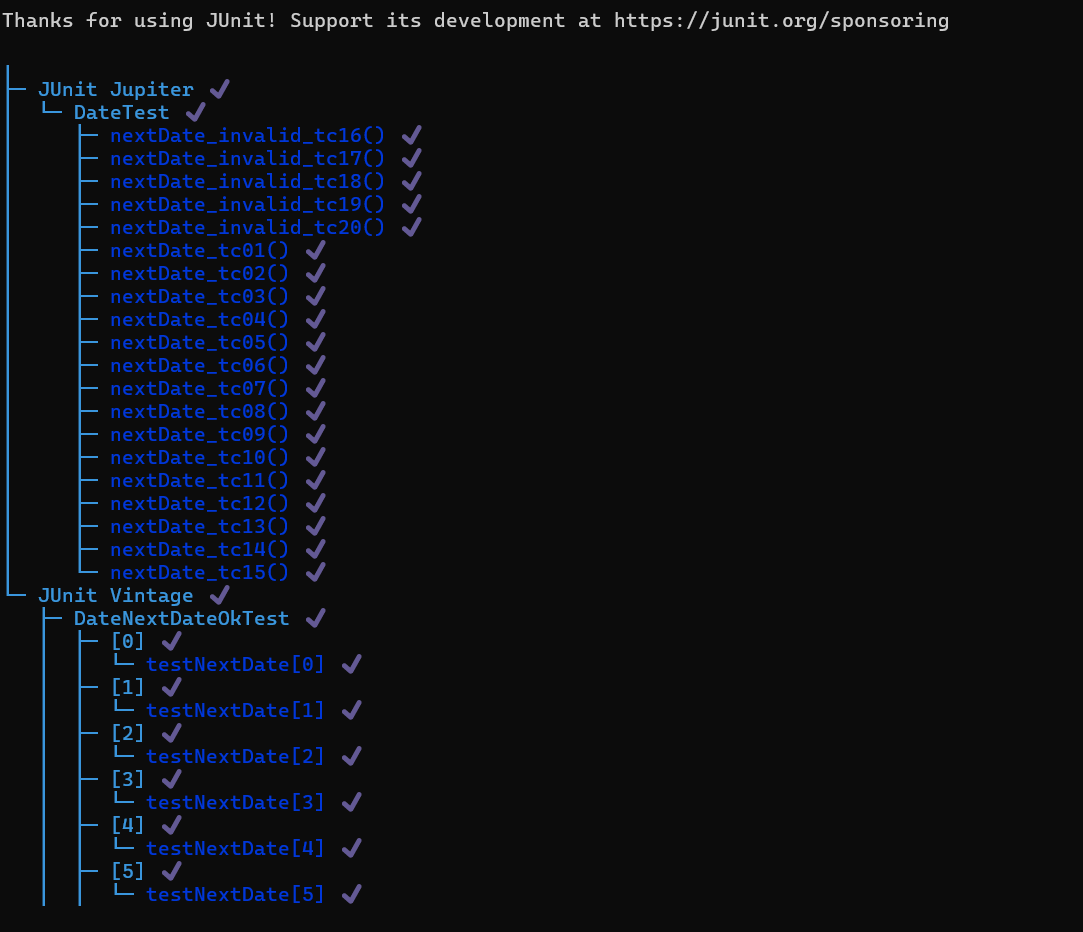 Thanks for using JUnit! Support its development at https://junit.org/sponsoring
├─ JUnit Jupiter ✔
│  └─ DateTest ✔
│     ├─ nextDate_invalid_tc16() ✔
│     ├─ nextDate_invalid_tc17() ✔
│     ├─ nextDate_invalid_tc18() ✔
│     ├─ nextDate_invalid_tc19() ✔
│     ├─ nextDate_invalid_tc20() ✔
│     ├─ nextDate_tc01() ✔
│     ├─ nextDate_tc02() ✔
│     ├─ nextDate_tc03() ✔
│     ├─ nextDate_tc04() ✔
│     ├─ nextDate_tc05() ✔
│     ├─ nextDate_tc06() ✔
│     ├─ nextDate_tc07() ✔
│     ├─ nextDate_tc08() ✔
│     ├─ nextDate_tc09() ✔
│     ├─ nextDate_tc10() ✔
│     ├─ nextDate_tc11() ✔
│     ├─ nextDate_tc12() ✔
│     ├─ nextDate_tc13() ✔
│     ├─ nextDate_tc14() ✔
│     └─ nextDate_tc15() ✔
└─ JUnit Vintage ✔
   ├─ DateNextDateOkTest ✔
   │  ├─ [0] ✔
   │  │  └─ testNextDate[0] ✔
   │  ├─ [1] ✔
   │  │  └─ testNextDate[1] ✔
   │  ├─ [2] ✔
   │  │  └─ testNextDate[2] ✔
   │  ├─ [3] ✔
   │  │  └─ testNextDate[3] ✔
   │  ├─ [4] ✔
   │  │  └─ testNextDate[4] ✔
   │  ├─ [5] ✔
   │  │  └─ testNextDate[5] ✔